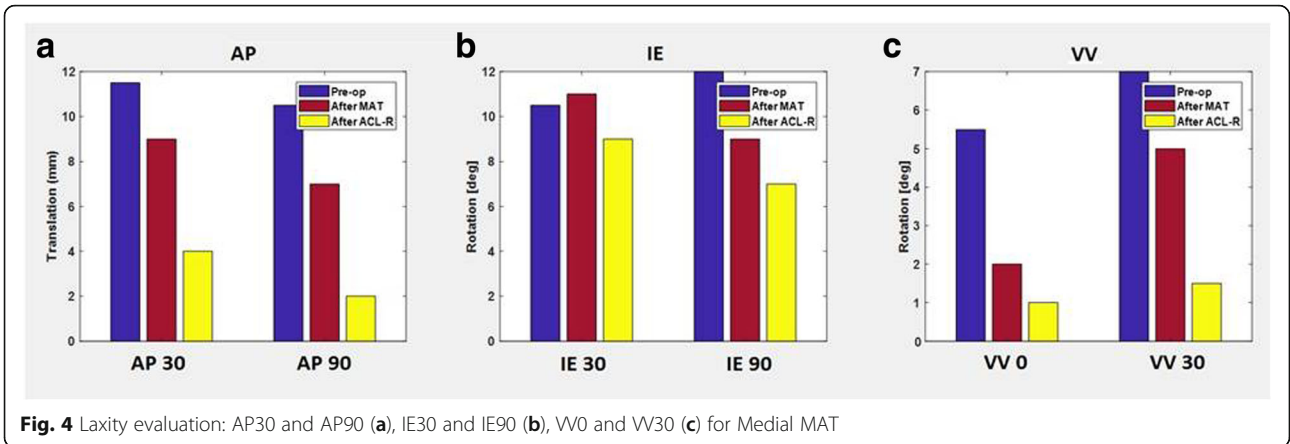 a
AP
12
10
8
6
4
2
0
Translation (mm)
Pre-op
After MAT
After ACL-R
AP 30
AP 90
b
IE
12
10
8
6
4
2
0
Rotation [deg]
Pre-op
After MAT
After ACL-R
IE 30
IE 90
c
VV
7
6
5
4
3
2
1
0
Rotation [deg]
Pre-op
After MAT
After ACL-R
VV 0
VV 30
Fig. 4 Laxity evaluation: AP30 and AP90 (a), IE30 and IE90 (b), VV0 and VV30 (c) for Medial MAT